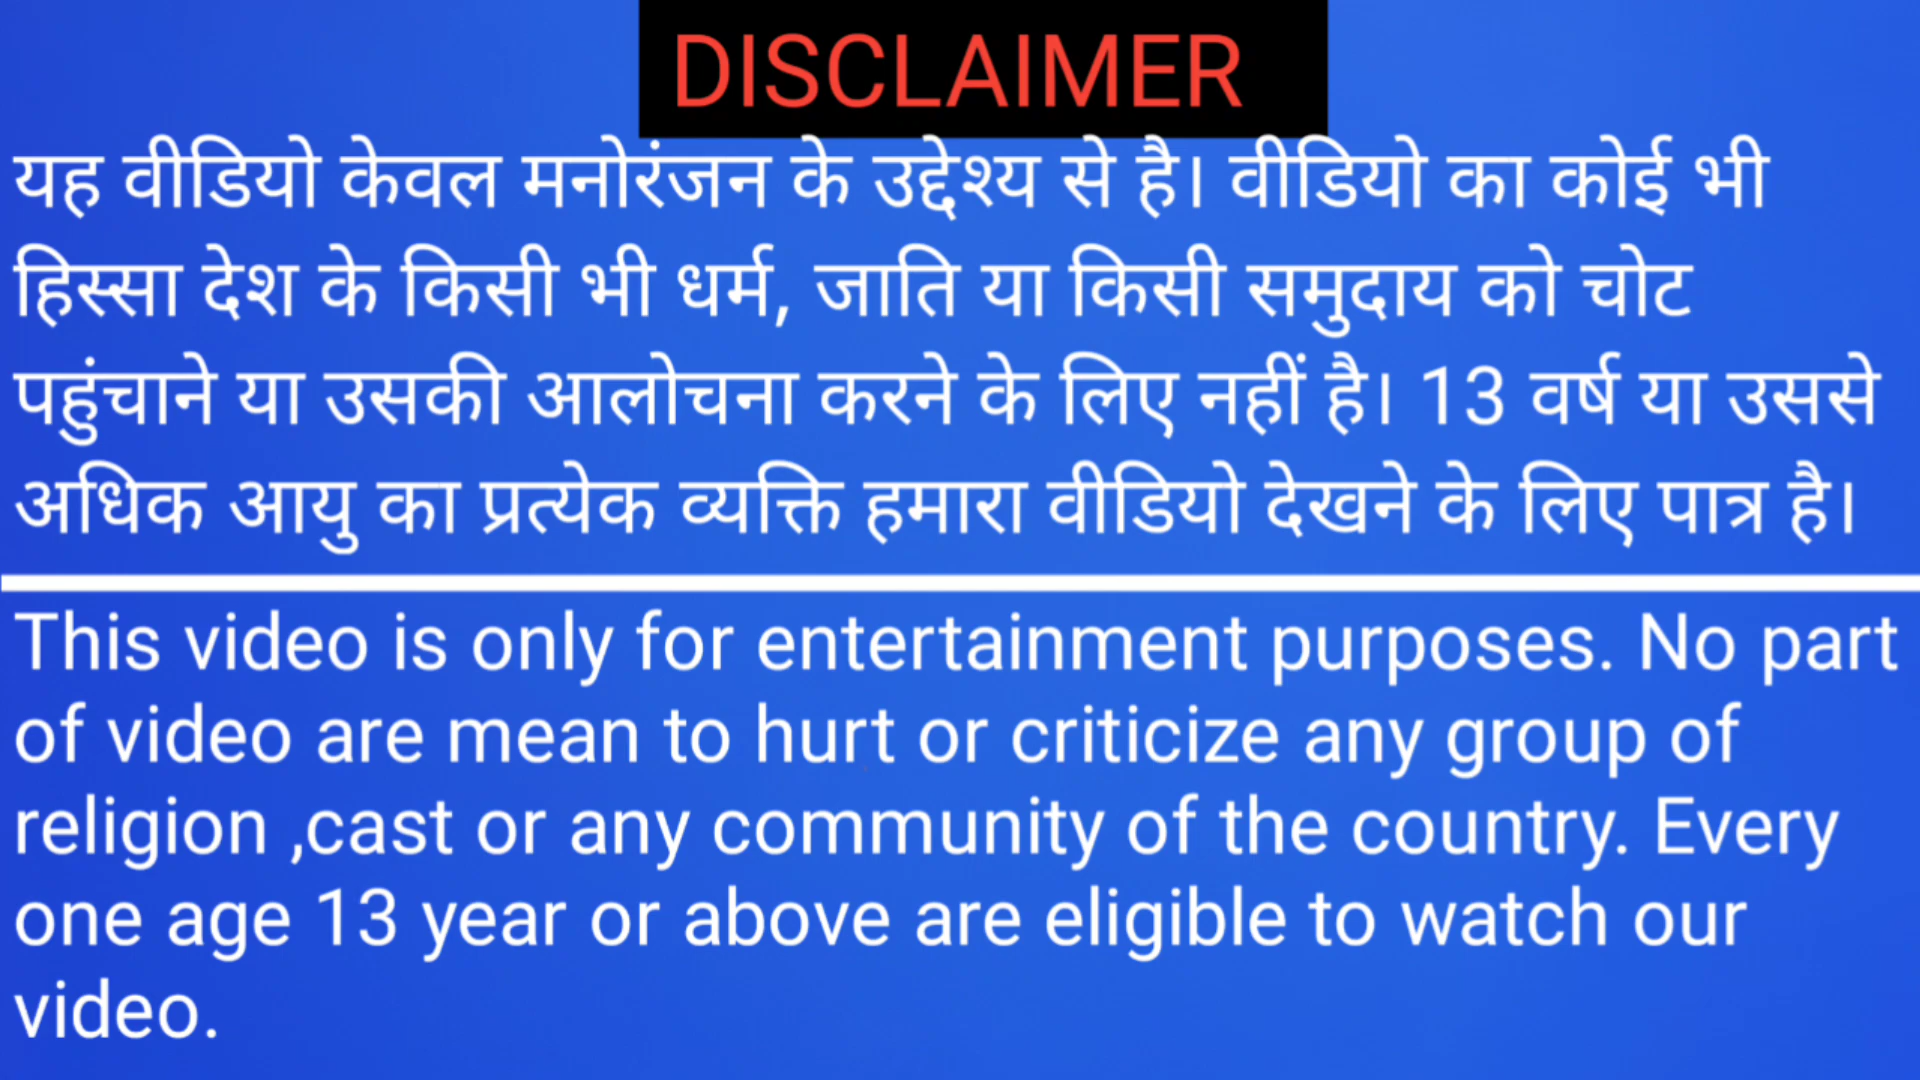 DISCLAIMER
यह वीडियो केवल मनोरंजन के उद्देश्य से है। वीडियो का कोई भी
हिस्सा देश के किसी भी धर्म, जाति या किसी समुदाय को चोट
पहुंचाने या उसकी आलोचना करने के लिए नहीं है। 13 वर्ष या उससे
अधिक आयु का प्रत्येक व्यक्ति हमारा वीडियो देखने के लिए पात्र है।
This video is only for entertainment purposes. No part
of video are mean to hurt or criticize any group of
religion ,cast or any community of the country. Every
one age 13 year or above are eligible to watch our
video.